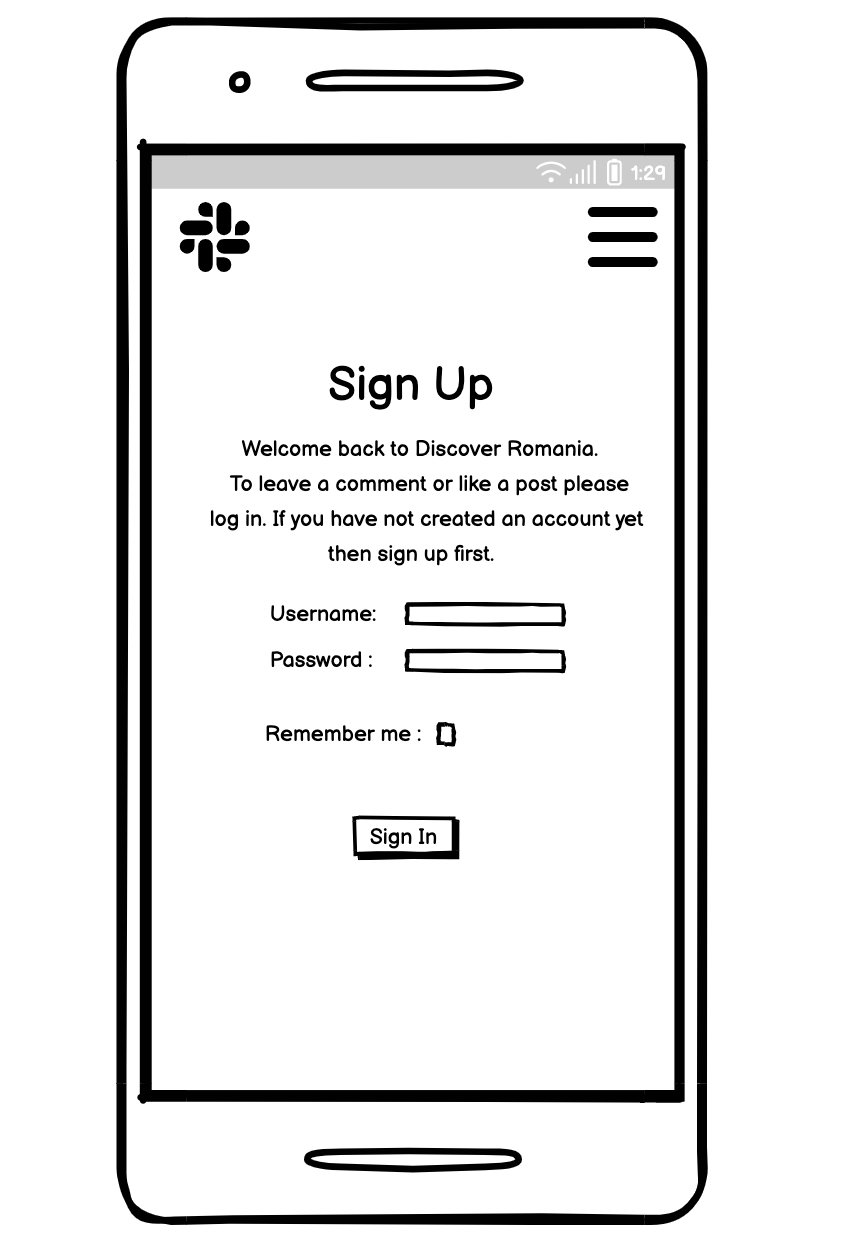 1:29
Sign Up
Welcome back to Discover Romania.
To leave a comment or like a post please
log in. If you have not created an account yet
then sign up first.
Username:
Password :
Remember me :
Sign In